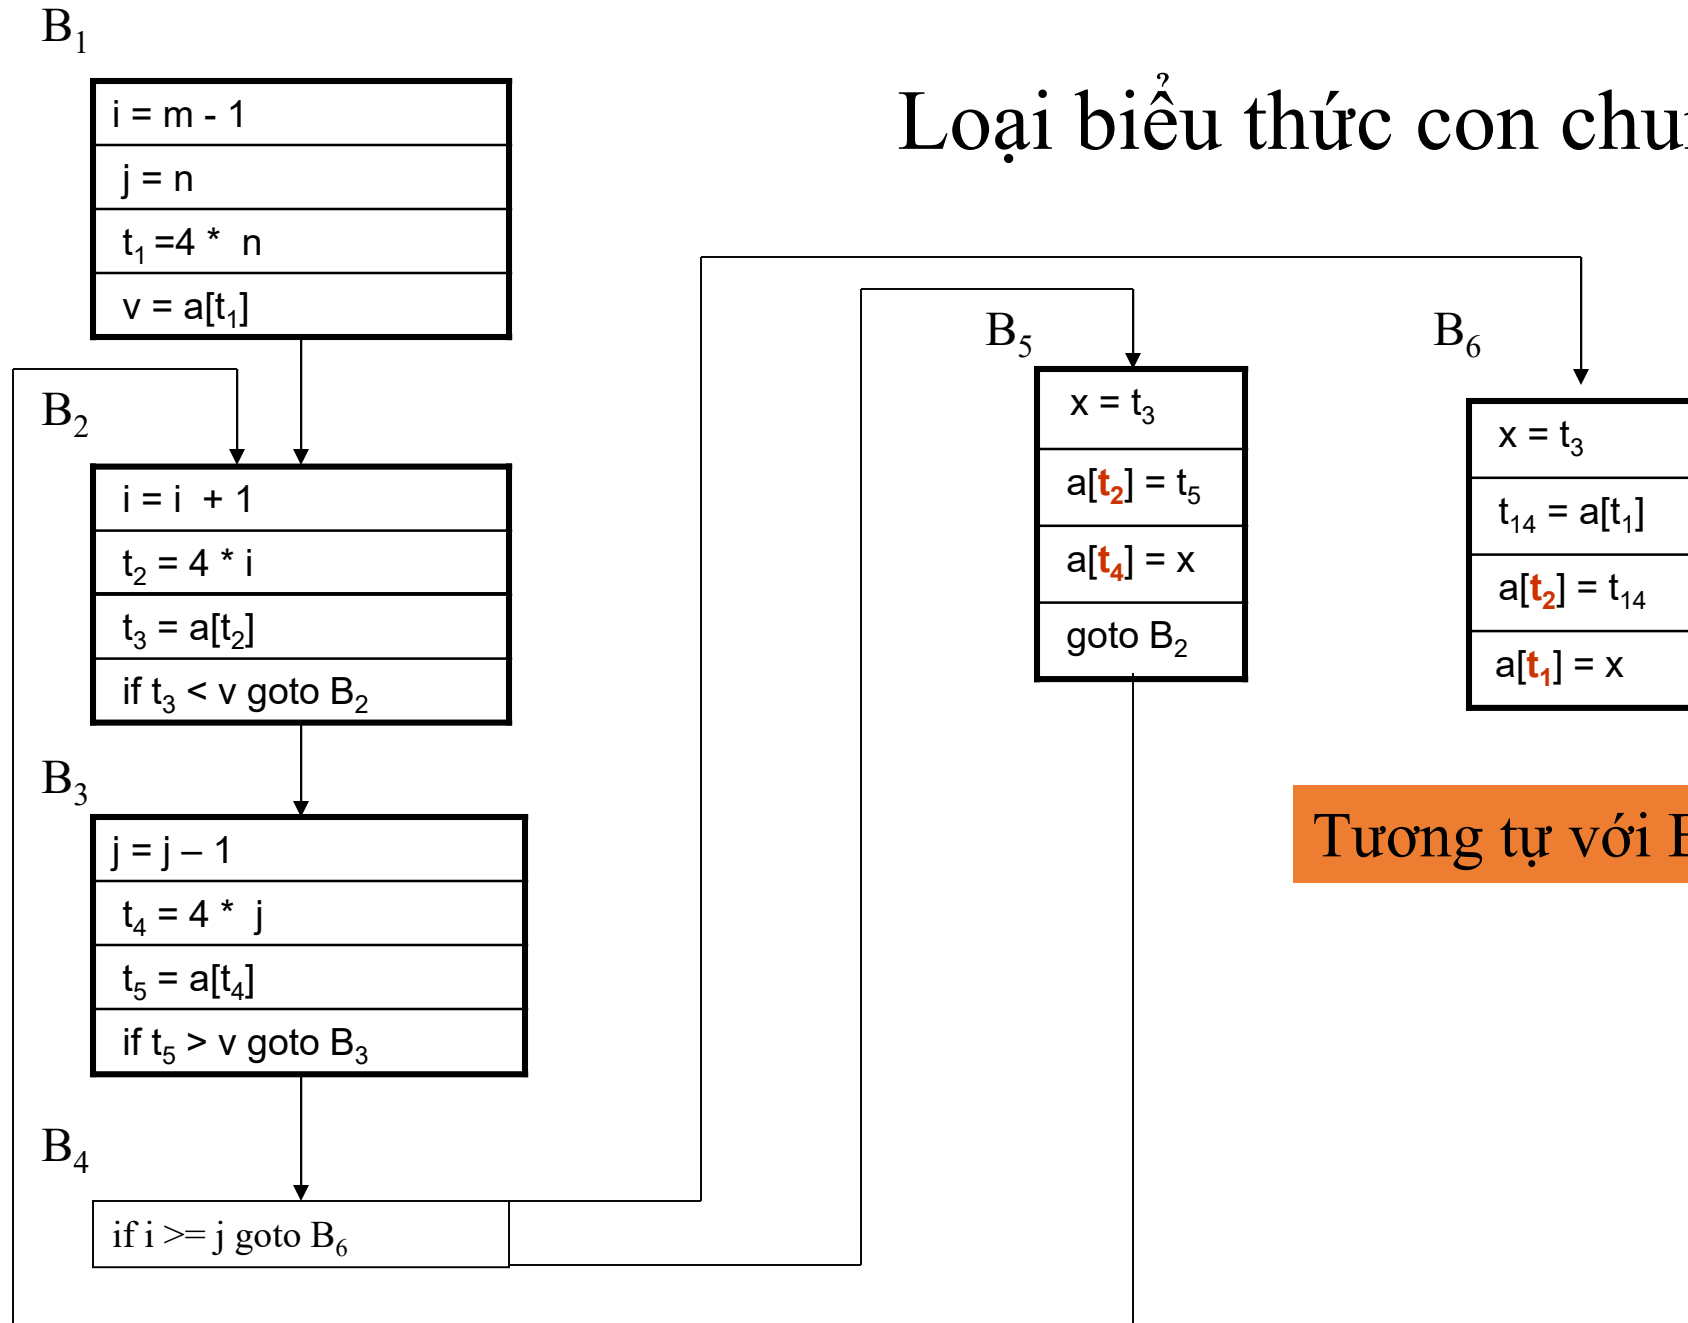 B₁
i = m - 1
j = n
t₁ =4 * n
v = a[t₁]
Loại biểu thức con
B₂
i = i + 1
t₂ = 4 * i
t₃ = a[t₂]
if t₃ < v goto B₂
B₃
j = j – 1
t₄ = 4 * j
t₅ = a[t₄]
if t₅ > v goto B₃
B₄
if i >= j goto B₆
B₅
x = t₃
a[t₂] = t₅
a[t₄] = x
goto B₂
B₆
x = t₃
t₁₄ = a[t₁]
a[t₂] = t₁₄
a[t₁] = x
Tương tự với